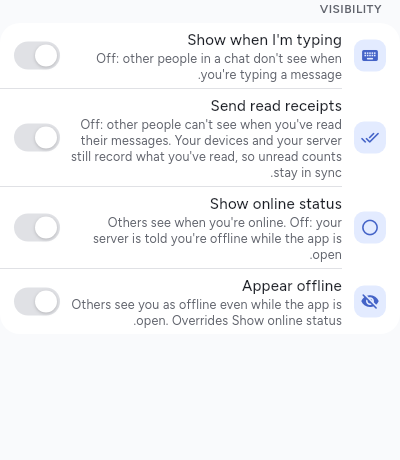 VISIBILITY
Show when I'm typing
Off: other people in a chat don't see when
you're typing a message.
Send read receipts
Off: other people can't see when you've read
their messages. Your devices and your server
still record what you've read, so unread counts
stay in sync.
Show online status
Others see when you're online. Off: your
server is told you're offline while the app is
open.
Appear offline
Others see you as offline even while the app is
open. Overrides Show online status.